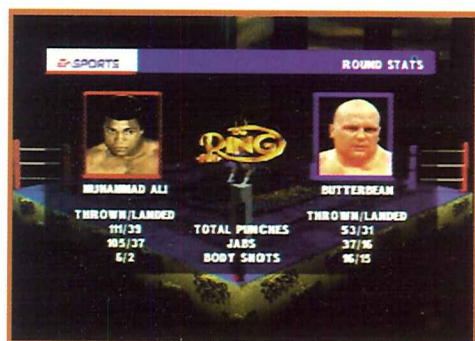 EA SPORTS
ROUND STATS
THE RING
MUHAMMAD ALI BUTTERBEAN
THROWN/LANDED THROWN/LANDED
111/39 TOTAL PUNCHES 53/31
105/37 JABS 37/16
6/2 BODY SHOTS 16/15